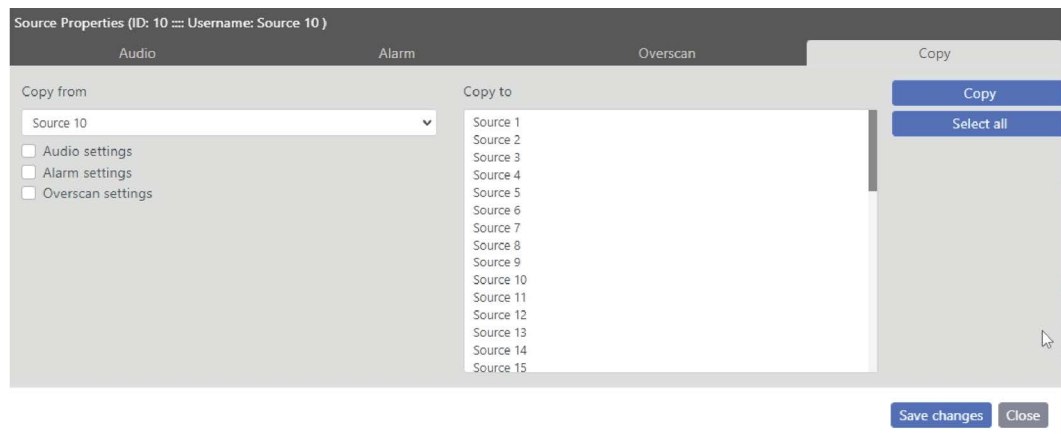 Source Properties (ID: 10 :::: Username: Source 10 )
Audio
Alarm
Overscan
Copy
Copy from
Source 10
Audio settings
Alarm settings
Overscan settings
Copy to
Source 1
Source 2
Source 3
Source 4
Source 5
Source 6
Source 7
Source 8
Source 9
Source 10
Source 11
Source 12
Source 13
Source 14
Source 15
Copy
Select all
Save changes
Close